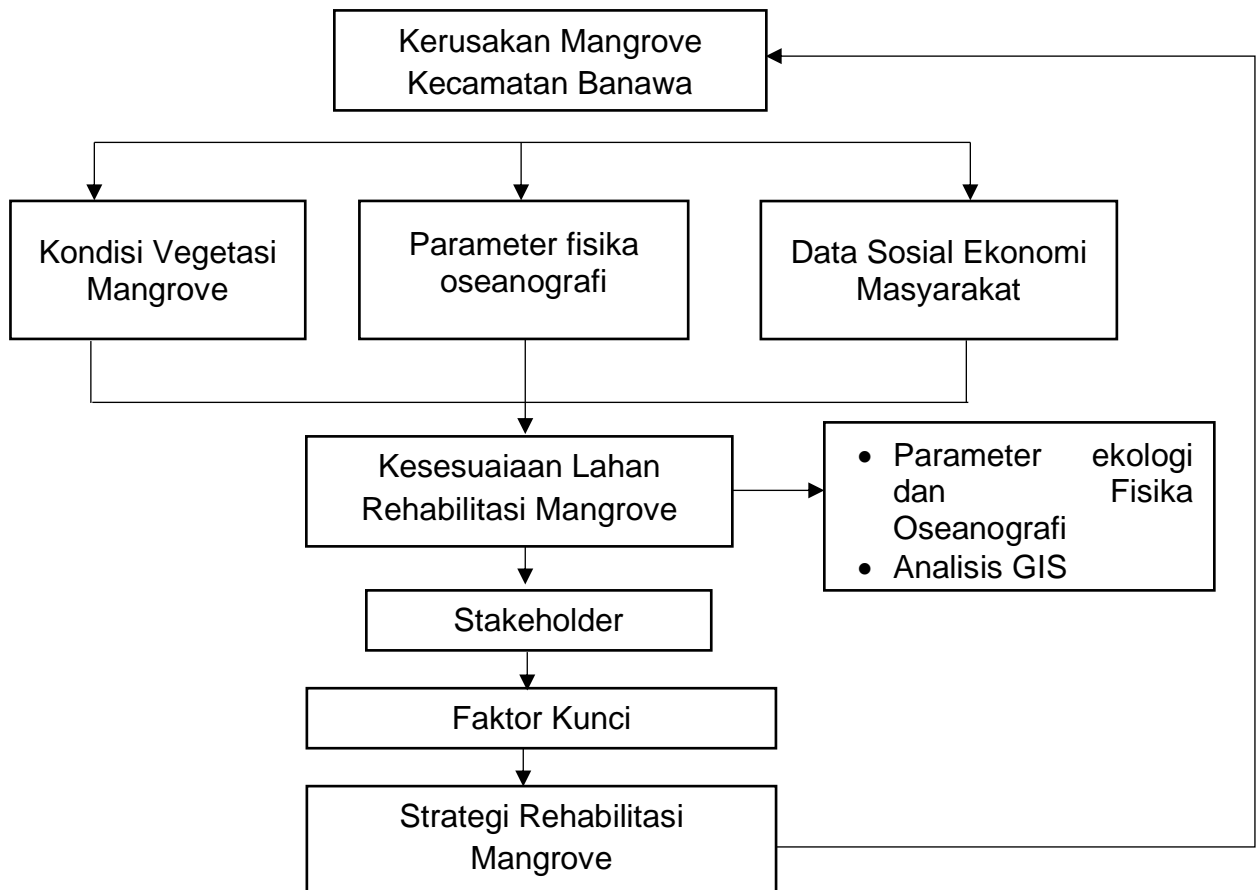 Kerusakan Mangrove
Kecamatan Banawa
Kondisi Vegetasi
Mangrove
Parameter fisika
oseanografi
Data Sosial Ekonomi
Masyarakat
Kesesuaiaan Lahan
Rehabilitasi Mangrove
• Parameter ekologi
dan Fisika
Oseanografi
• Analisis GIS
Stakeholder
Faktor Kunci
Strategi Rehabilitasi
Mangrove